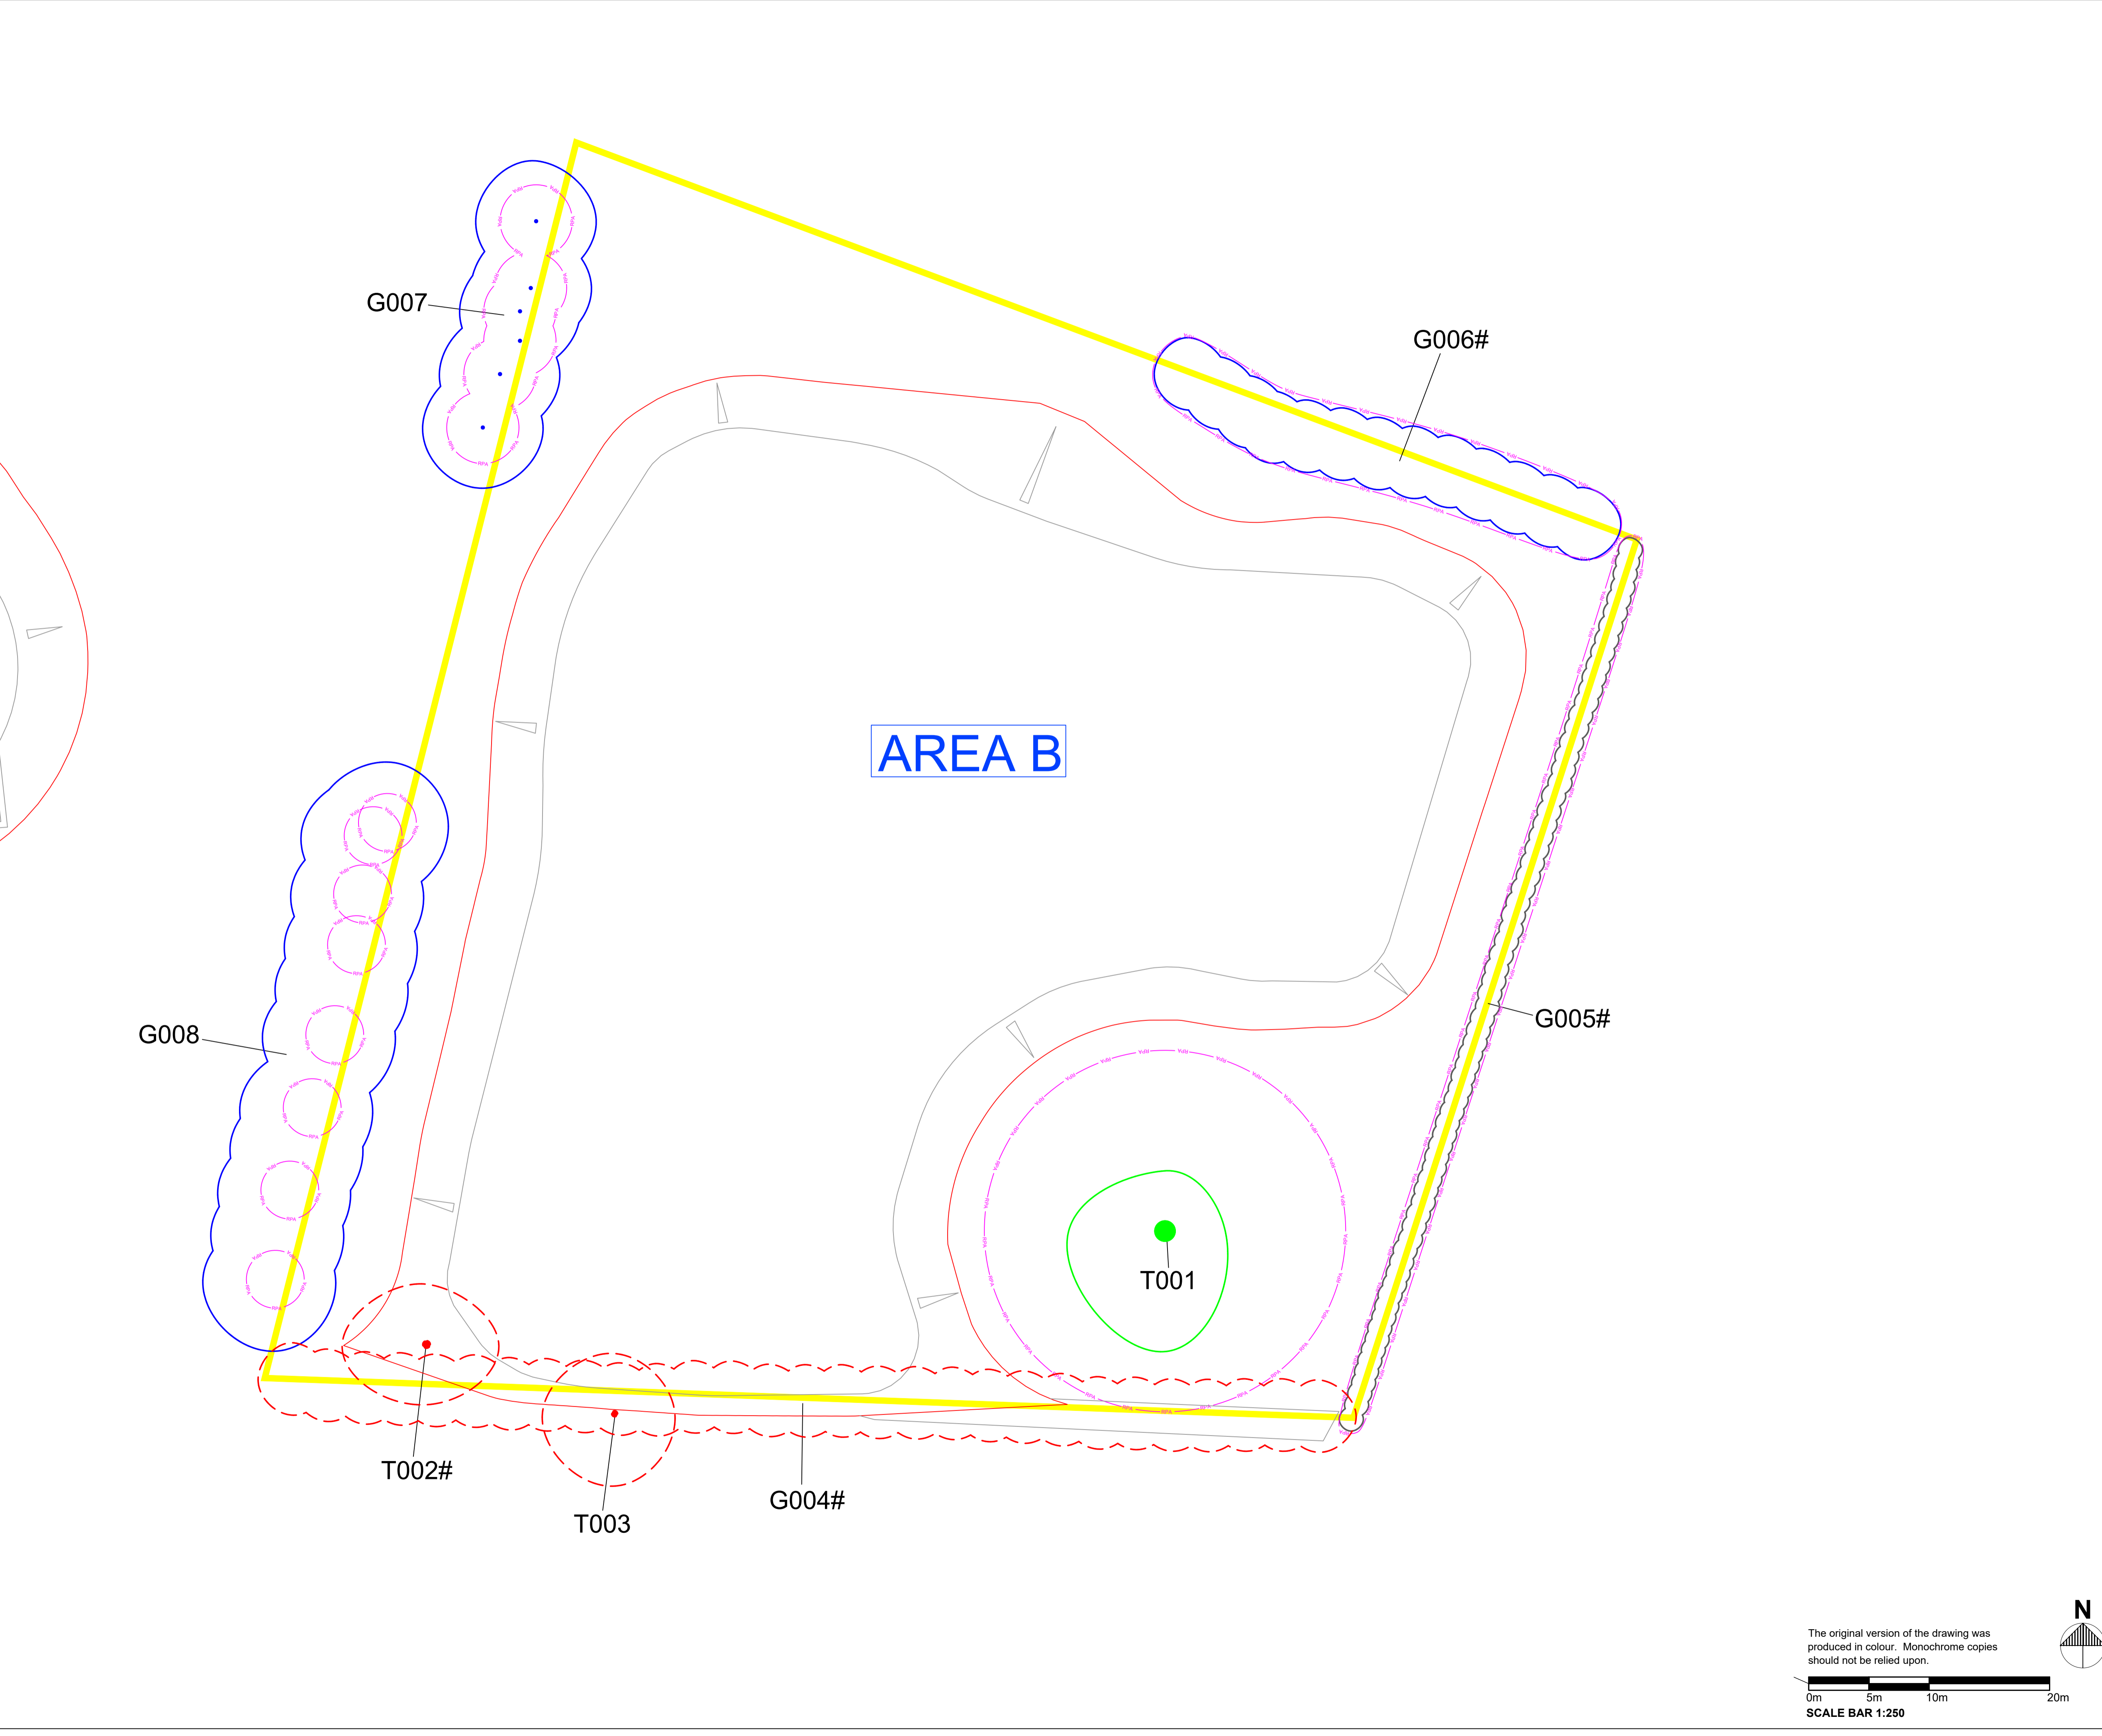 G007
G006#
AREA B
G008
G005#
T001
T002#
T003
G004#
N
The original version of the drawing was
produced in colour. Monochrome copies
should not be relied upon.
0m 5m 10m 20m
SCALE BAR 1:250
RPA